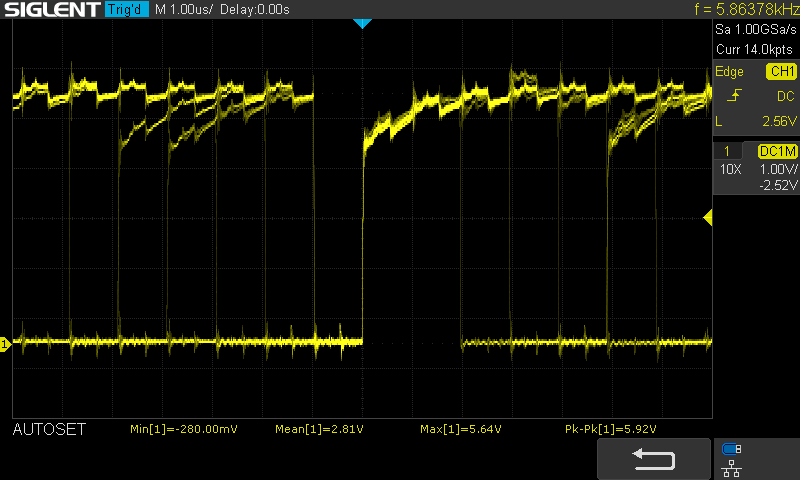 SIGLENT Trig'd M 1.00us/ Delay:0.00s f = 5.86378kHz
Sa 1.00GSa/s
Curr 14.0kpts
Edge CH1
DC
L 2.56V
1 DC1M
10X 1.00V/
-2.52V
1
AUTOSET Min[1]=-280.00mV Mean[1]=2.81V Max[1]=5.64V Pk-Pk[1]=5.92V